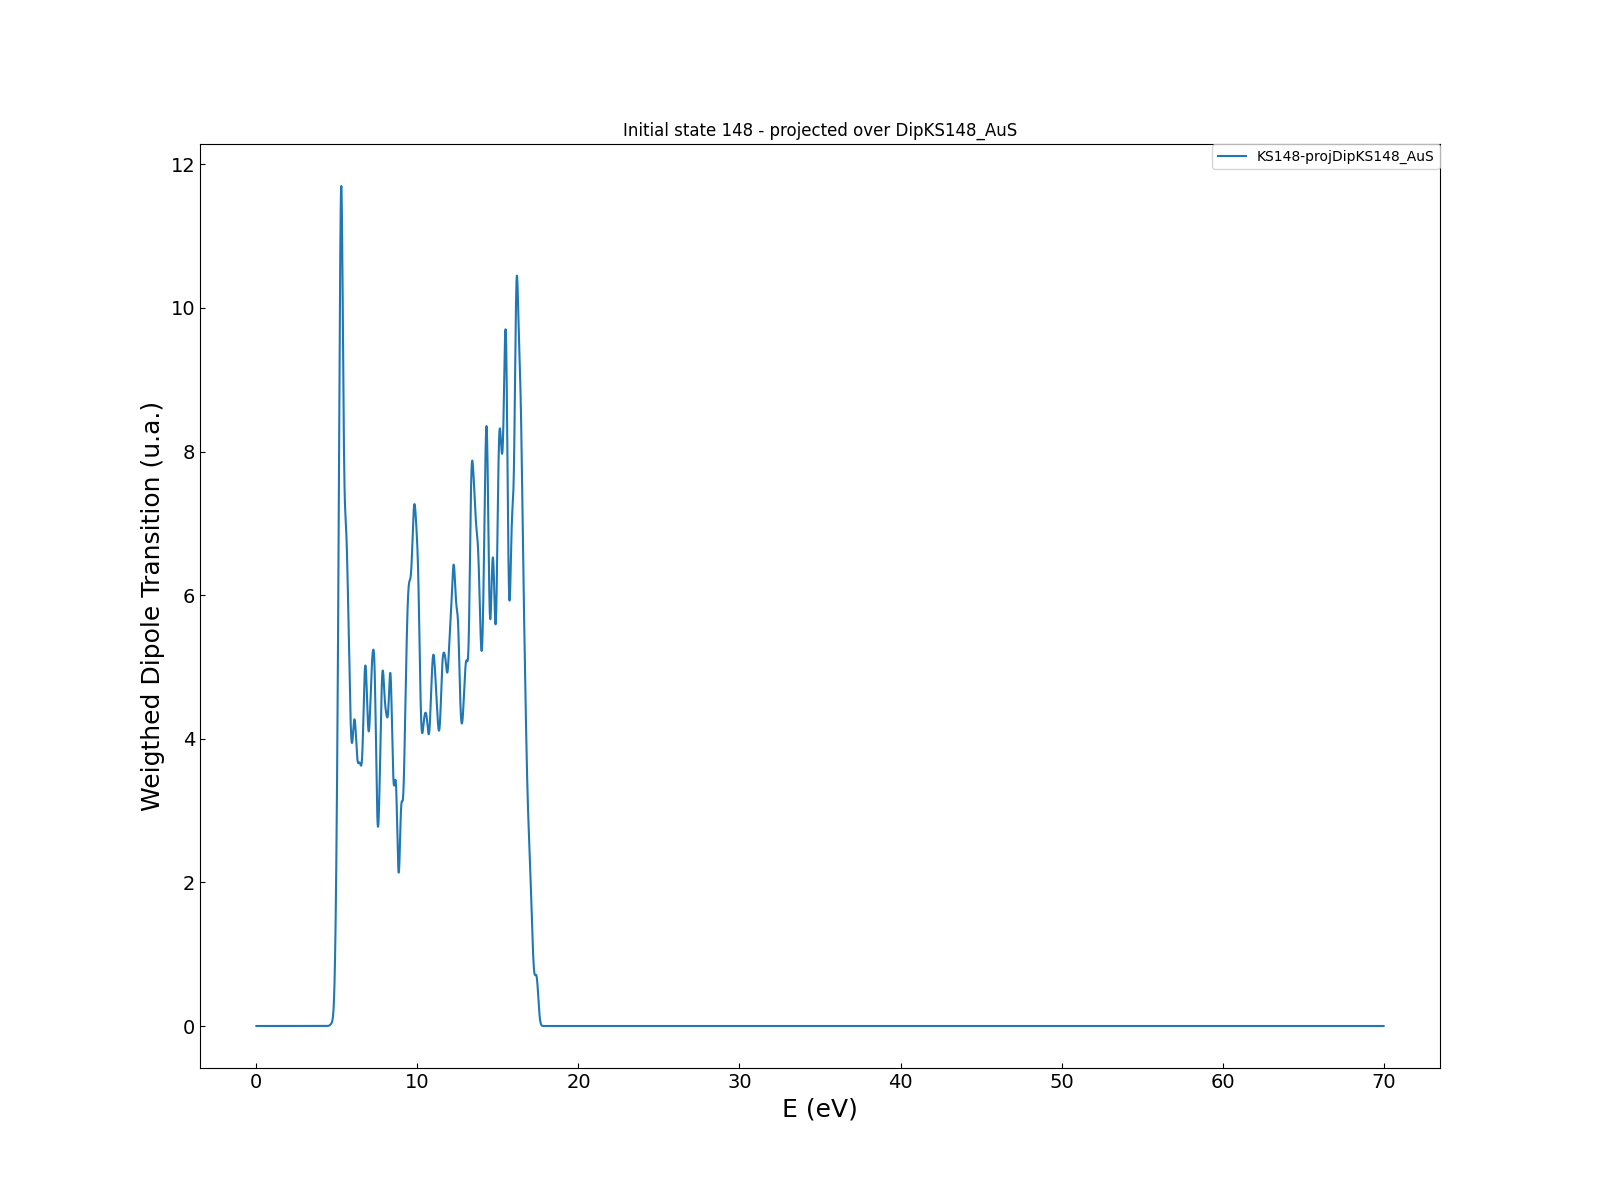 Initial state 148 - projected over DipKS148_AuS
KS148-projDipKS148_AuS
12
10
8
6
4
2
0
Weigthed Dipole Transition (u.a.)
0 10 20 30 40 50 60 70
E (eV)